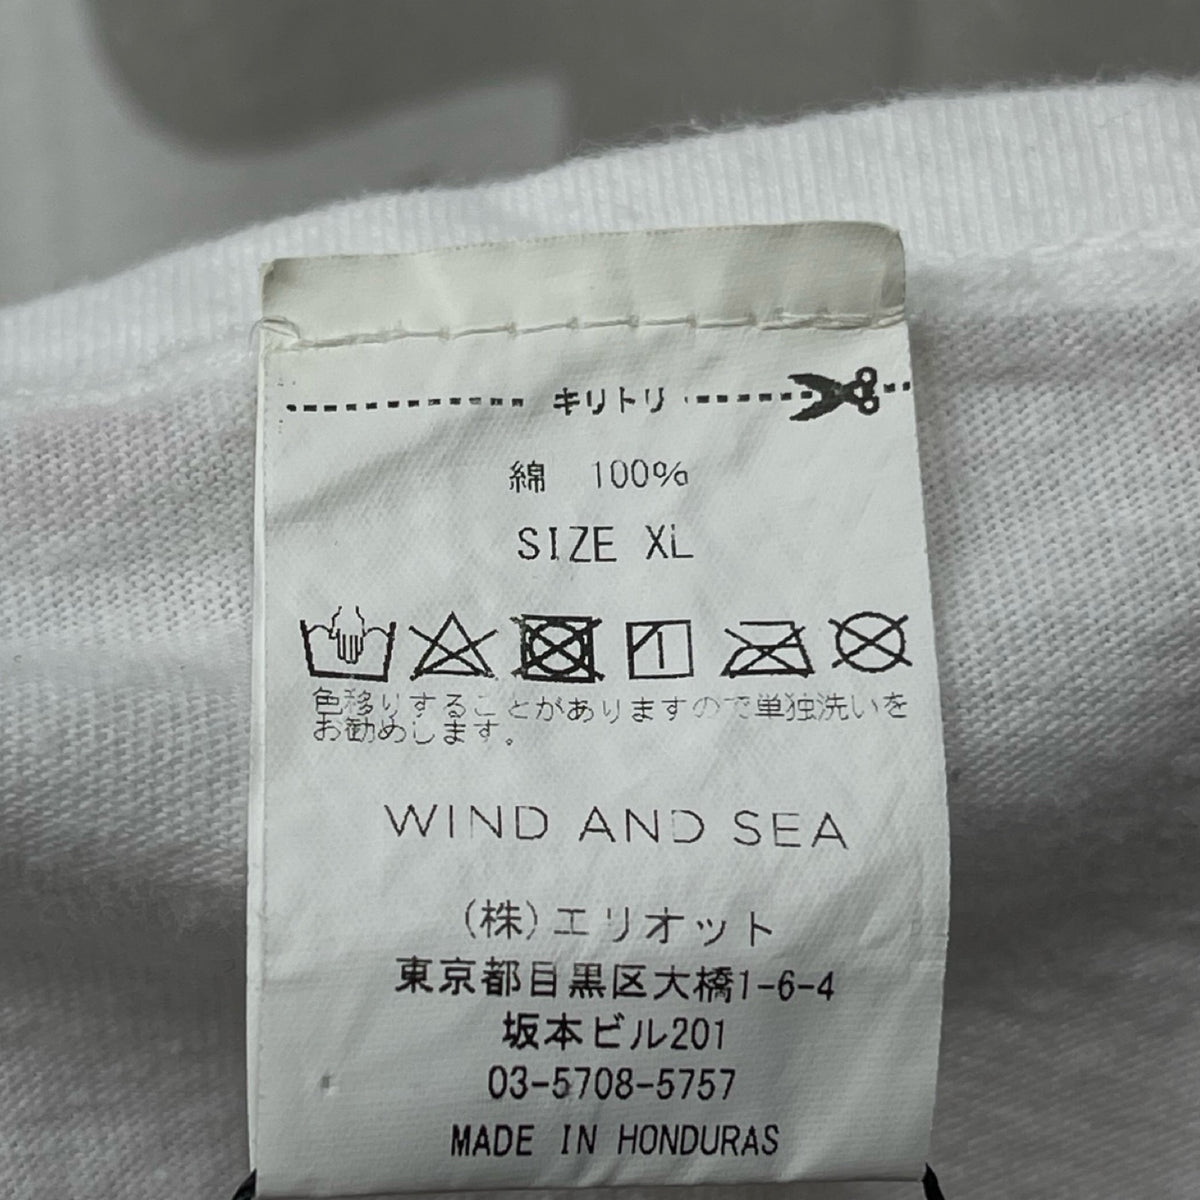 キリトリ
綿 100%
SIZE XL
色移りすることがありますので単独洗いを
お勧めします。
WIND AND SEA
(株)エリオット
東京都目黒区大橋1-6-4
坂本ビル201
03-5708-5757
MADE IN HONDURAS